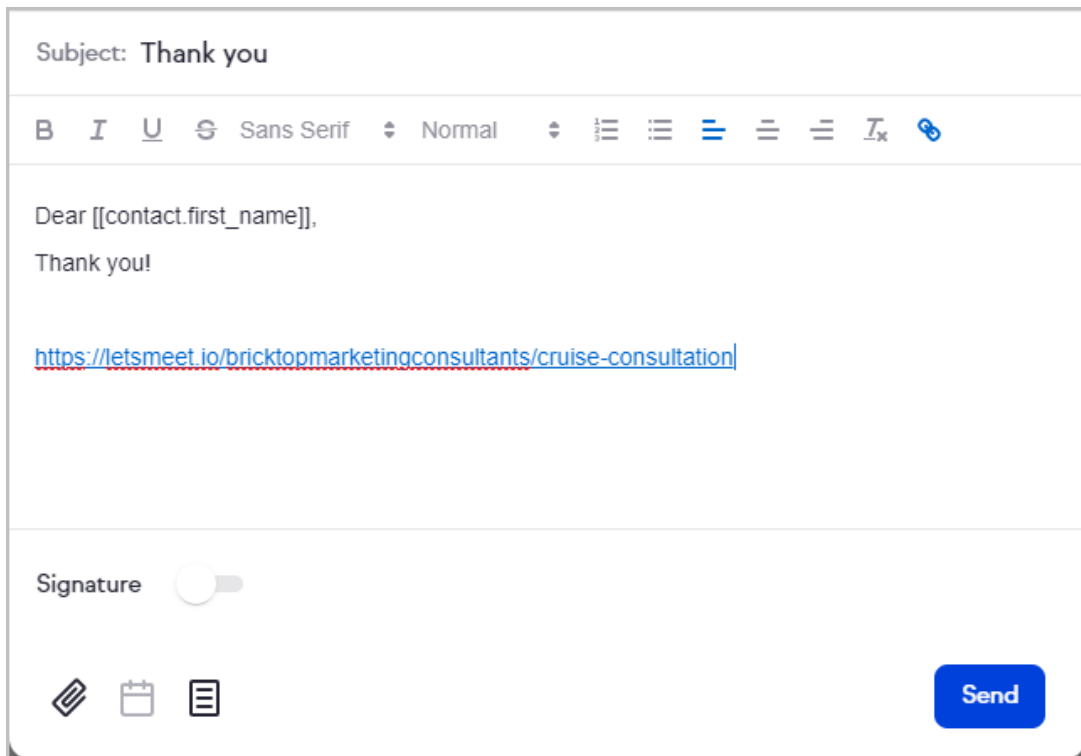 Subject: Thank you
B I U S Sans Serif Normal
Dear [[contact.first_name]],
Thank you!
https://letsmeet.io/bricktopmarketingconsultants/cruise-consultation
Signature
Send